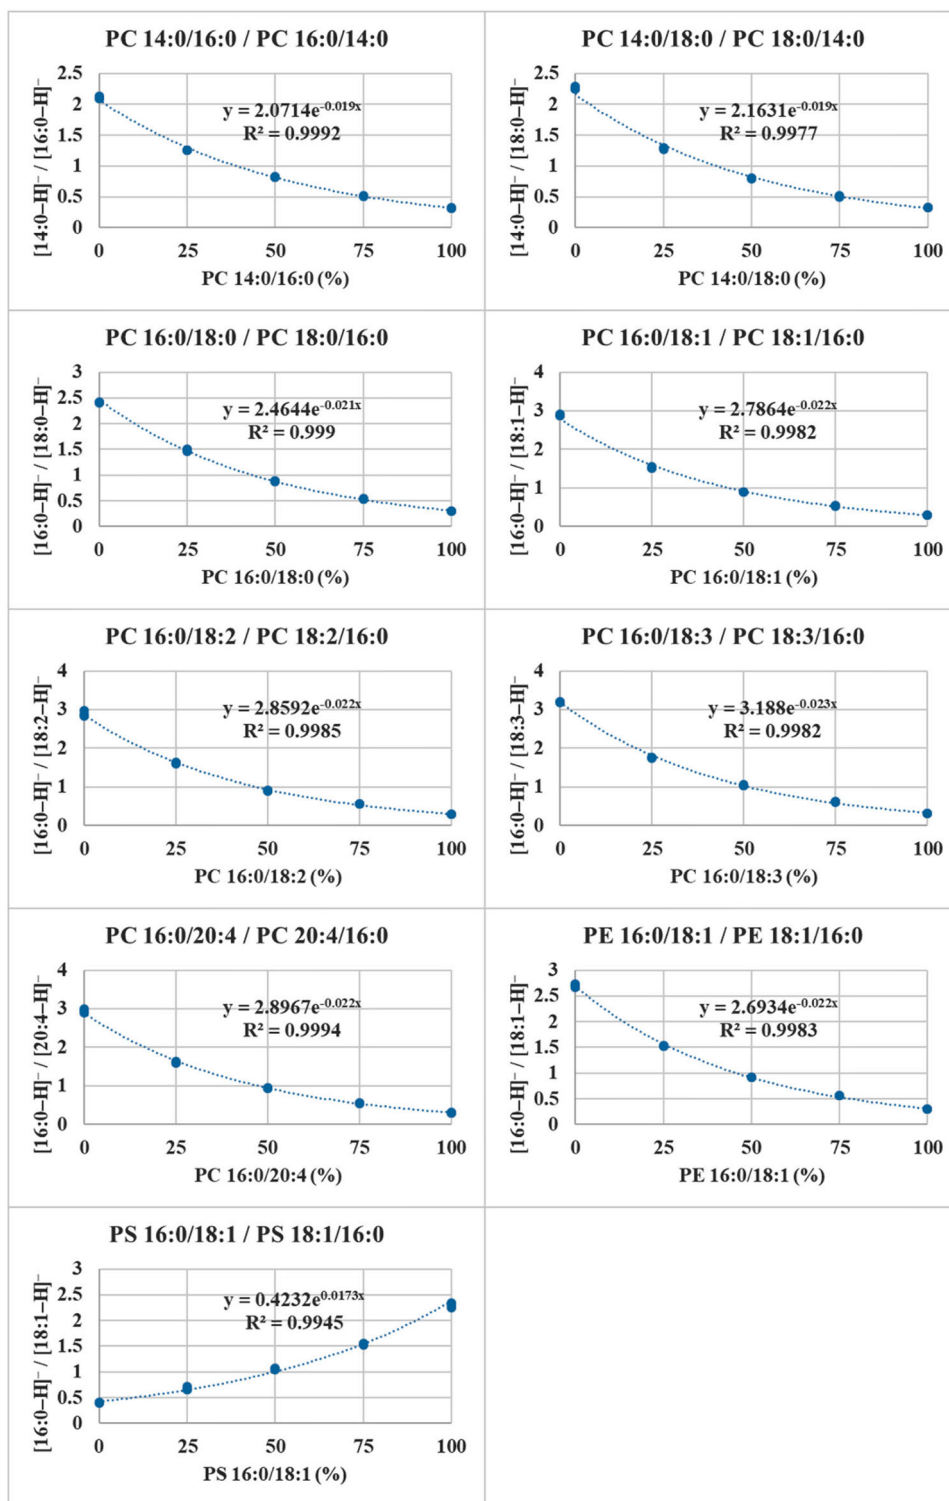 PC 14:0/16:0 / PC 16:0/14:0
[14:0–H]⁻ / [16:0–H]⁻
2.5
2
1.5
1
0.5
0
y = 2.0714e⁻⁰·⁰¹⁹ˣ
R² = 0.9992
0 25 50 75 100
PC 14:0/16:0 (%)
PC 14:0/18:0 / PC 18:0/14:0
[14:0–H]⁻ / [18:0–H]⁻
2.5
2
1.5
1
0.5
0
y = 2.1631e⁻⁰·⁰¹⁹ˣ
R² = 0.9977
0 25 50 75 100
PC 14:0/18:0 (%)
PC 16:0/18:0 / PC 18:0/16:0
[16:0–H]⁻ / [18:0–H]⁻
3
2.5
2
1.5
1
0.5
0
y = 2.4644e⁻⁰·⁰²¹ˣ
R² = 0.999
0 25 50 75 100
PC 16:0/18:0 (%)
PC 16:0/18:1 / PC 18:1/16:0
[16:0–H]⁻ / [18:1–H]⁻
4
3
2
1
0
y = 2.7864e⁻⁰·⁰²²ˣ
R² = 0.9982
0 25 50 75 100
PC 16:0/18:1 (%)
PC 16:0/18:2 / PC 18:2/16:0
[16:0–H]⁻ / [18:2–H]⁻
4
3
2
1
0
y = 2.8592e⁻⁰·⁰²²ˣ
R² = 0.9985
0 25 50 75 100
PC 16:0/18:2 (%)
PC 16:0/18:3 / PC 18:3/16:0
[16:0–H]⁻ / [18:3–H]⁻
4
3
2
1
0
y = 3.188e⁻⁰·⁰²³ˣ
R² = 0.9982
0 25 50 75 100
PC 16:0/18:3 (%)
PC 16:0/20:4 / PC 20:4/16:0
[16:0–H]⁻ / [20:4–H]⁻
4
3
2
1
0
y = 2.8967e⁻⁰·⁰²²ˣ
R² = 0.9994
0 25 50 75 100
PC 16:0/20:4 (%)
PE 16:0/18:1 / PE 18:1/16:0
[16:0–H]⁻ / [18:1–H]⁻
3
2.5
2
1.5
1
0.5
0
y = 2.6934e⁻⁰·⁰²²ˣ
R² = 0.9983
0 25 50 75 100
PE 16:0/18:1 (%)
PS 16:0/18:1 / PS 18:1/16:0
[16:0–H]⁻ / [18:1–H]⁻
3
2.5
2
1.5
1
0.5
0
y = 0.4232e⁰·⁰¹⁷³ˣ
R² = 0.9945
0 25 50 75 100
PS 16:0/18:1 (%)